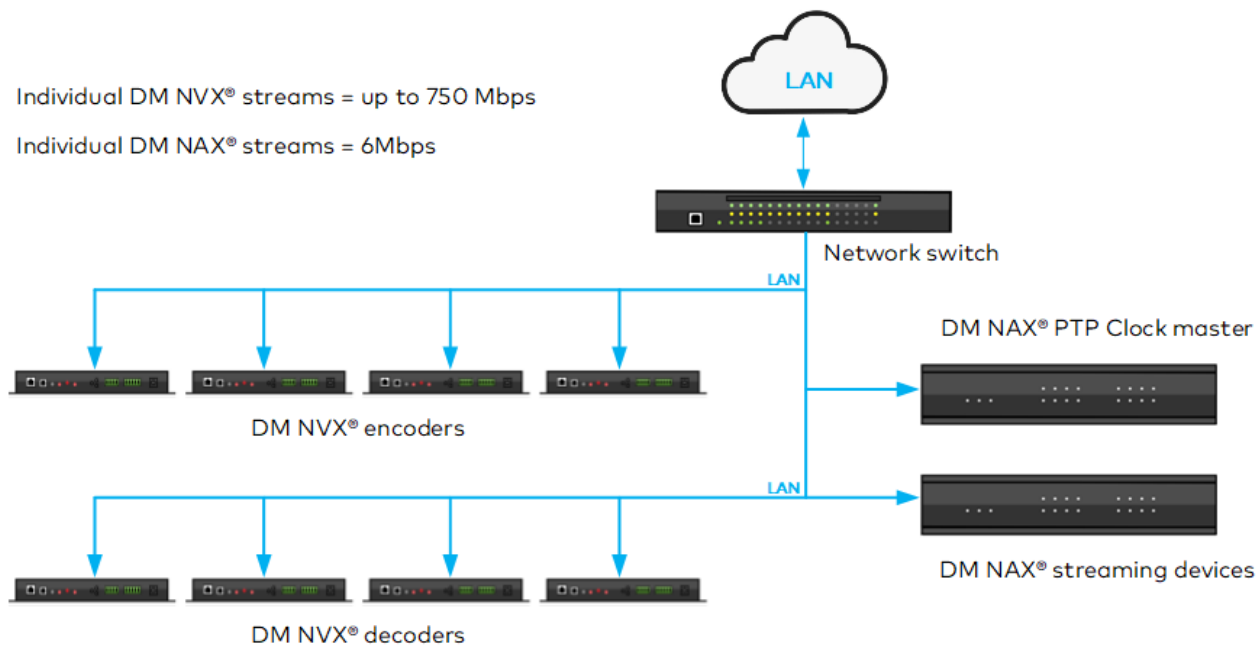 LAN
Individual DM NVX® streams = up to 750 Mbps
Individual DM NAX® streams = 6Mbps
Network switch
LAN
DM NAX® PTP Clock master
DM NVX® encoders
LAN
DM NAX® streaming devices
DM NVX® decoders